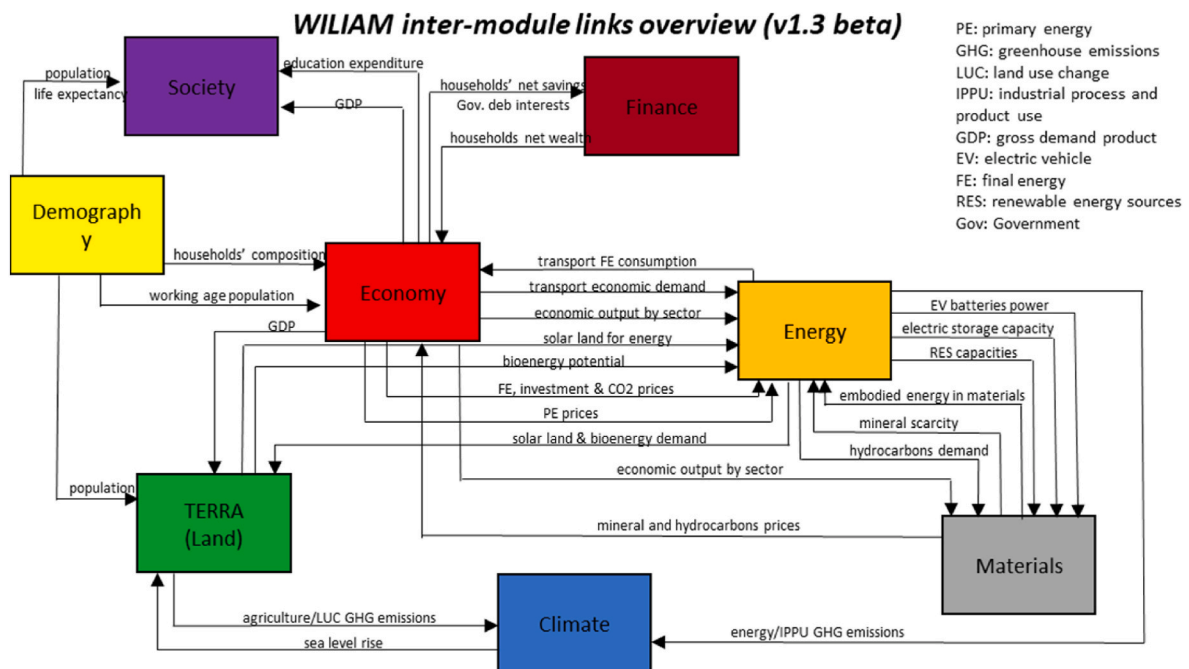 WILIAM inter-module links overview (v1.3 beta)
PE: primary energy
GHG: greenhouse emissions
LUC: land use change
IPPU: industrial process and
product use
GDP: gross demand product
EV: electric vehicle
FE: final energy
RES: renewable energy sources
Gov: Government
population
life expectancy
Society
education expenditure
GDP
households' net savings
Gov. deb interests
households net wealth
Finance
Demograph
y
households' composition
working age population
Economy
transport FE consumption
transport economic demand
economic output by sector
GDP
solar land for energy
bioenergy potential
FE, investment & CO2 prices
PE prices
solar land & bioenergy demand
Energy
EV batteries power
electric storage capacity
RES capacities
embodied energy in materials
mineral scarcity
hydrocarbons demand
economic output by sector
population
TERRA
(Land)
mineral and hydrocarbons prices
Materials
agriculture/LUC GHG emissions
sea level rise
Climate
energy/IPPU GHG emissions